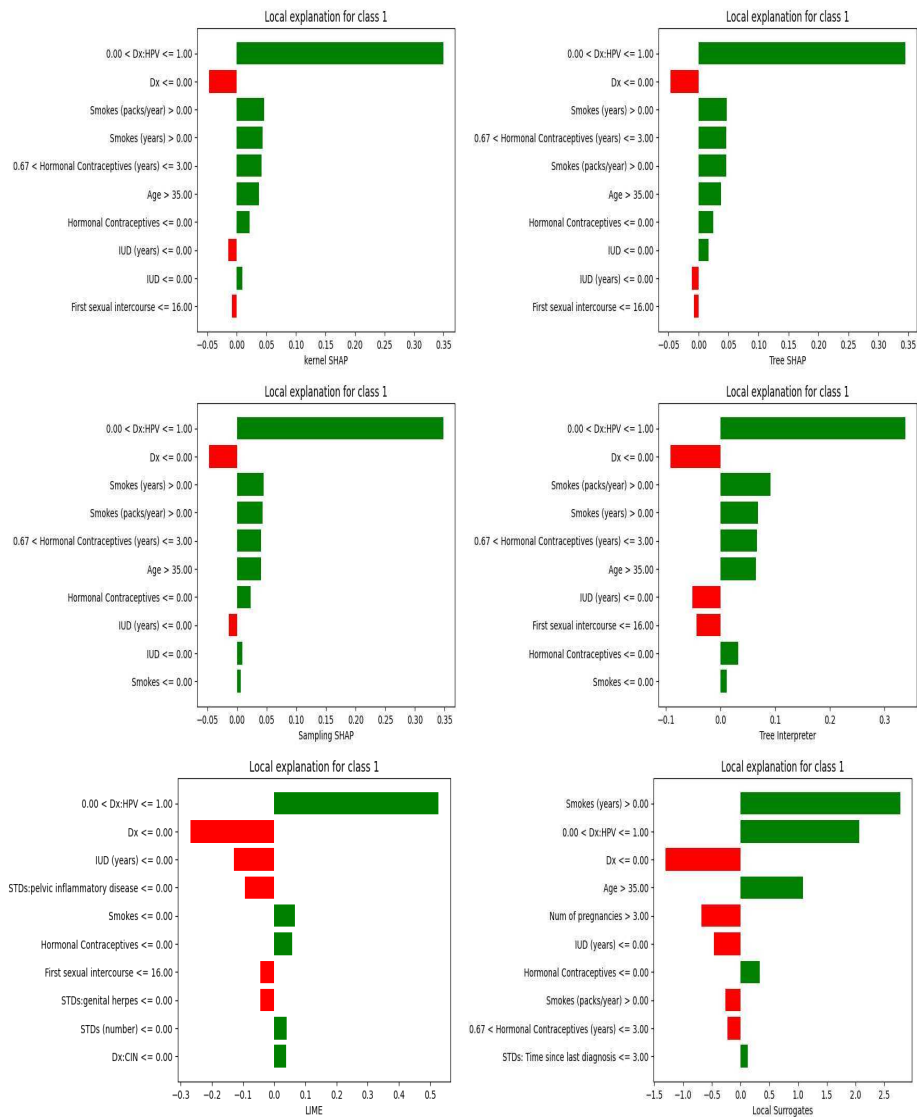 Local explanation for class 1
0.00 < Dx:HPV <= 1.00
Dx <= 0.00
Smokes (packs/year) > 0.00
Smokes (years) > 0.00
0.67 < Hormonal Contraceptives (years) <= 3.00
Age > 35.00
Hormonal Contraceptives <= 0.00
IUD (years) <= 0.00
IUD <= 0.00
First sexual intercourse <= 16.00
−0.05 0.00 0.05 0.10 0.15 0.20 0.25 0.30 0.35
kernel SHAP
Local explanation for class 1
0.00 < Dx:HPV <= 1.00
Dx <= 0.00
Smokes (years) > 0.00
0.67 < Hormonal Contraceptives (years) <= 3.00
Smokes (packs/year) > 0.00
Age > 35.00
Hormonal Contraceptives <= 0.00
IUD <= 0.00
IUD (years) <= 0.00
First sexual intercourse <= 16.00
−0.05 0.00 0.05 0.10 0.15 0.20 0.25 0.30 0.35
Tree SHAP
Local explanation for class 1
0.00 < Dx:HPV <= 1.00
Dx <= 0.00
Smokes (years) > 0.00
Smokes (packs/year) > 0.00
0.67 < Hormonal Contraceptives (years) <= 3.00
Age > 35.00
Hormonal Contraceptives <= 0.00
IUD (years) <= 0.00
IUD <= 0.00
Smokes <= 0.00
−0.05 0.00 0.05 0.10 0.15 0.20 0.25 0.30 0.35
Sampling SHAP
Local explanation for class 1
0.00 < Dx:HPV <= 1.00
Dx <= 0.00
Smokes (packs/year) > 0.00
Smokes (years) > 0.00
0.67 < Hormonal Contraceptives (years) <= 3.00
Age > 35.00
IUD (years) <= 0.00
First sexual intercourse <= 16.00
Hormonal Contraceptives <= 0.00
Smokes <= 0.00
−0.1 0.0 0.1 0.2 0.3
Tree Interpreter
Local explanation for class 1
0.00 < Dx:HPV <= 1.00
Dx <= 0.00
IUD (years) <= 0.00
STDs:pelvic inflammatory disease <= 0.00
Smokes <= 0.00
Hormonal Contraceptives <= 0.00
First sexual intercourse <= 16.00
STDs:genital herpes <= 0.00
STDs (number) <= 0.00
Dx:CIN <= 0.00
−0.3 −0.2 −0.1 0.0 0.1 0.2 0.3 0.4 0.5
LIME
Local explanation for class 1
Smokes (years) > 0.00
0.00 < Dx:HPV <= 1.00
Dx <= 0.00
Age > 35.00
Num of pregnancies > 3.00
IUD (years) <= 0.00
Hormonal Contraceptives <= 0.00
Smokes (packs/year) > 0.00
0.67 < Hormonal Contraceptives (years) <= 3.00
STDs: Time since last diagnosis <= 3.00
−1.5 −1.0 −0.5 0.0 0.5 1.0 1.5 2.0 2.5
Local Surrogates